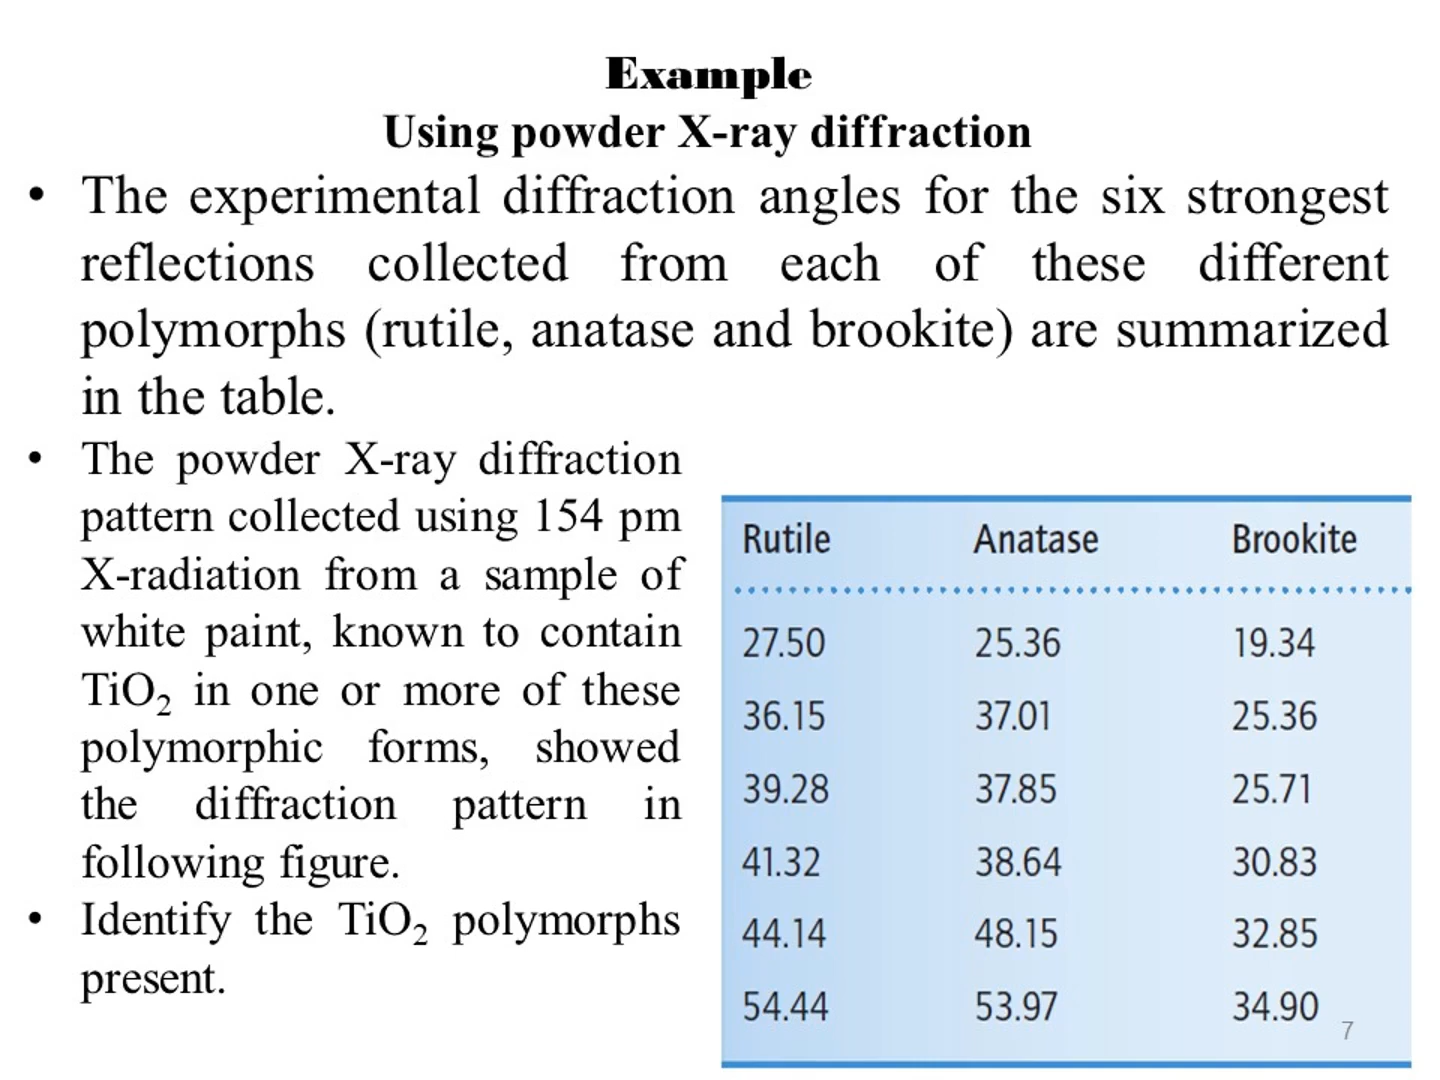 Example
Using powder X-ray diffraction
• The experimental diffraction angles for the six strongest
reflections collected from each of these different
polymorphs (rutile, anatase and brookite) are summarized
in the table.
• The powder X-ray diffraction
pattern collected using 154 pm
X-radiation from a sample of
white paint, known to contain
TiO₂ in one or more of these
polymorphic forms, showed
the diffraction pattern in
following figure.
• Identify the TiO₂ polymorphs
present.
Rutile Anatase Brookite
27.50 25.36 19.34
36.15 37.01 25.36
39.28 37.85 25.71
41.32 38.64 30.83
44.14 48.15 32.85
54.44 53.97 34.90
7